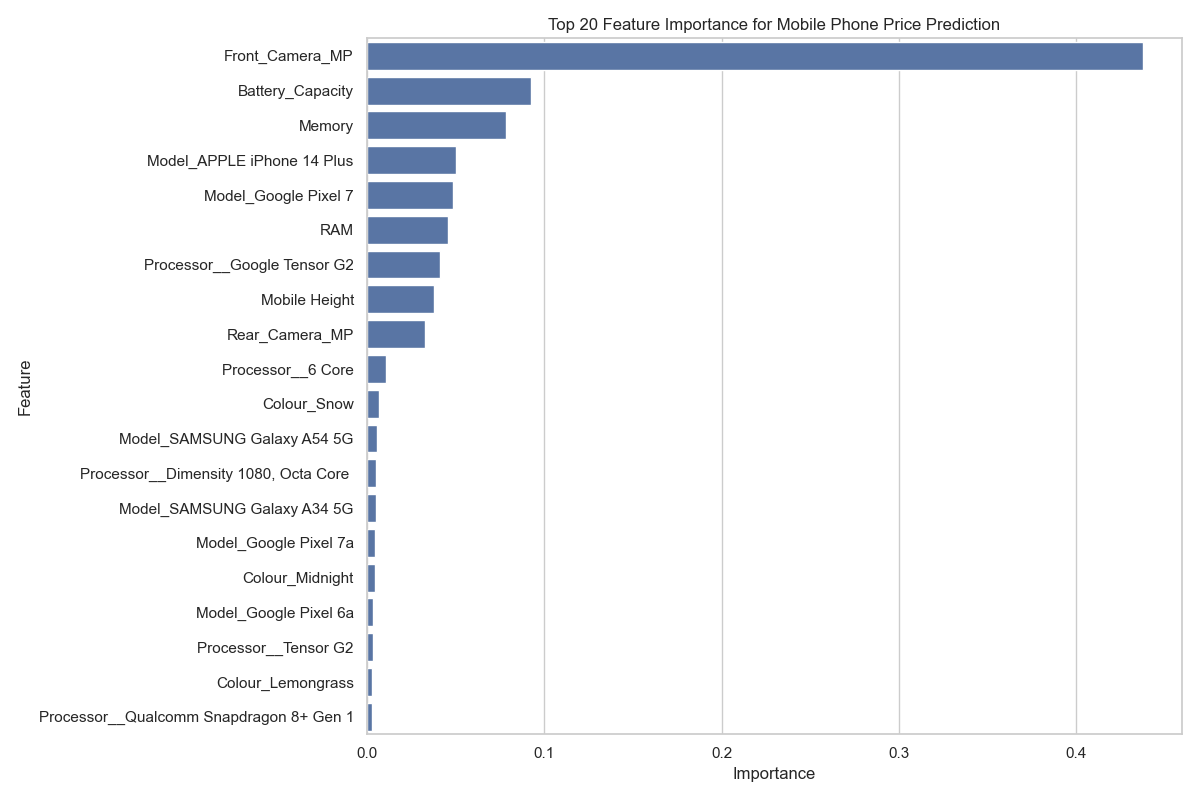 Top 20 Feature Importance for Mobile Phone Price Prediction
Front_Camera_MP
Battery_Capacity
Memory
Model_APPLE iPhone 14 Plus
Model_Google Pixel 7
RAM
Processor__Google Tensor G2
Mobile Height
Rear_Camera_MP
Processor__6 Core
Colour_Snow
Model_SAMSUNG Galaxy A54 5G
Processor__Dimensity 1080, Octa Core
Model_SAMSUNG Galaxy A34 5G
Model_Google Pixel 7a
Colour_Midnight
Model_Google Pixel 6a
Processor__Tensor G2
Colour_Lemongrass
Processor__Qualcomm Snapdragon 8+ Gen 1
Feature
0.0 0.1 0.2 0.3 0.4
Importance